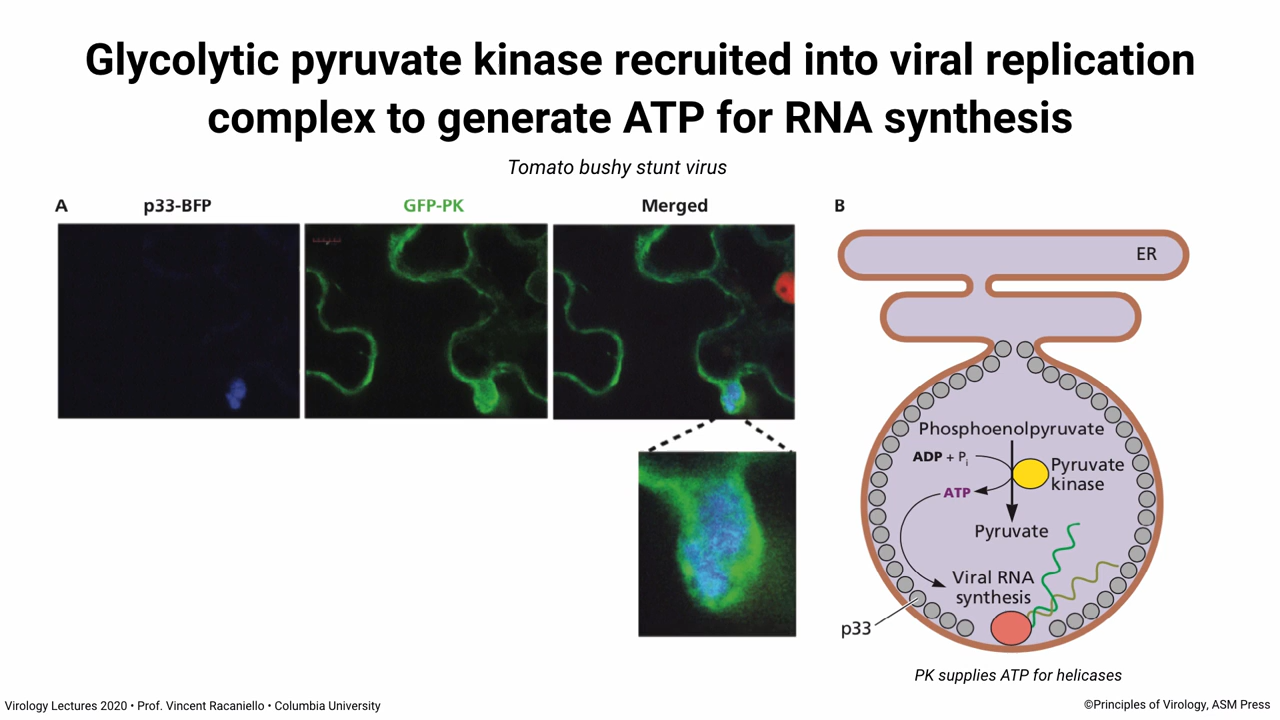 Glycolytic pyruvate kinase recruited into viral replication
complex to generate ATP for RNA synthesis
Tomato bushy stunt virus
A
p33-BFP
GFP-PK
Merged
B
ER
Phosphoenolpyruvate
ADP + Pi
Pyruvate
kinase
ATP
Pyruvate
Viral RNA
synthesis
p33
PK supplies ATP for helicases
Virology Lectures 2020 • Prof. Vincent Racaniello • Columbia University
©Principles of Virology, ASM Press